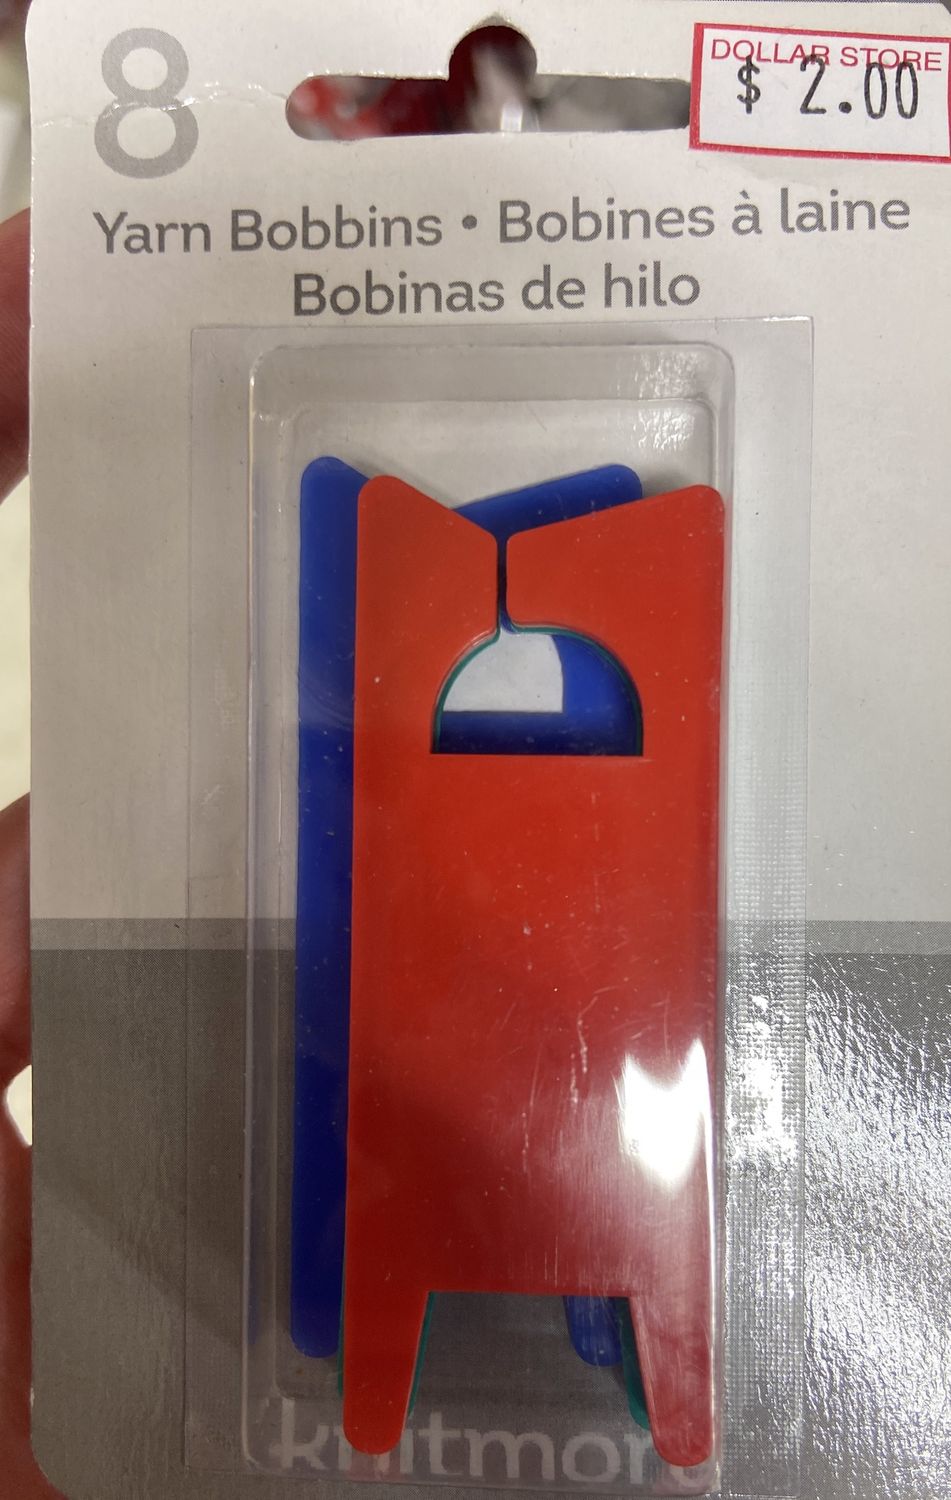 8
DOLLAR STORE
$ 2.00
Yarn Bobbins • Bobines à laine
Bobinas de hilo